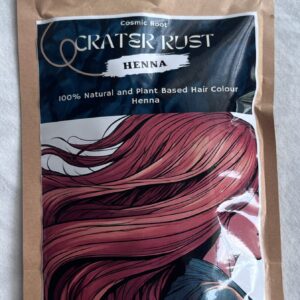 Cosmic Root
CRATER RUST
HENNA
100% Natural and Plant Based Hair Colour
Henna